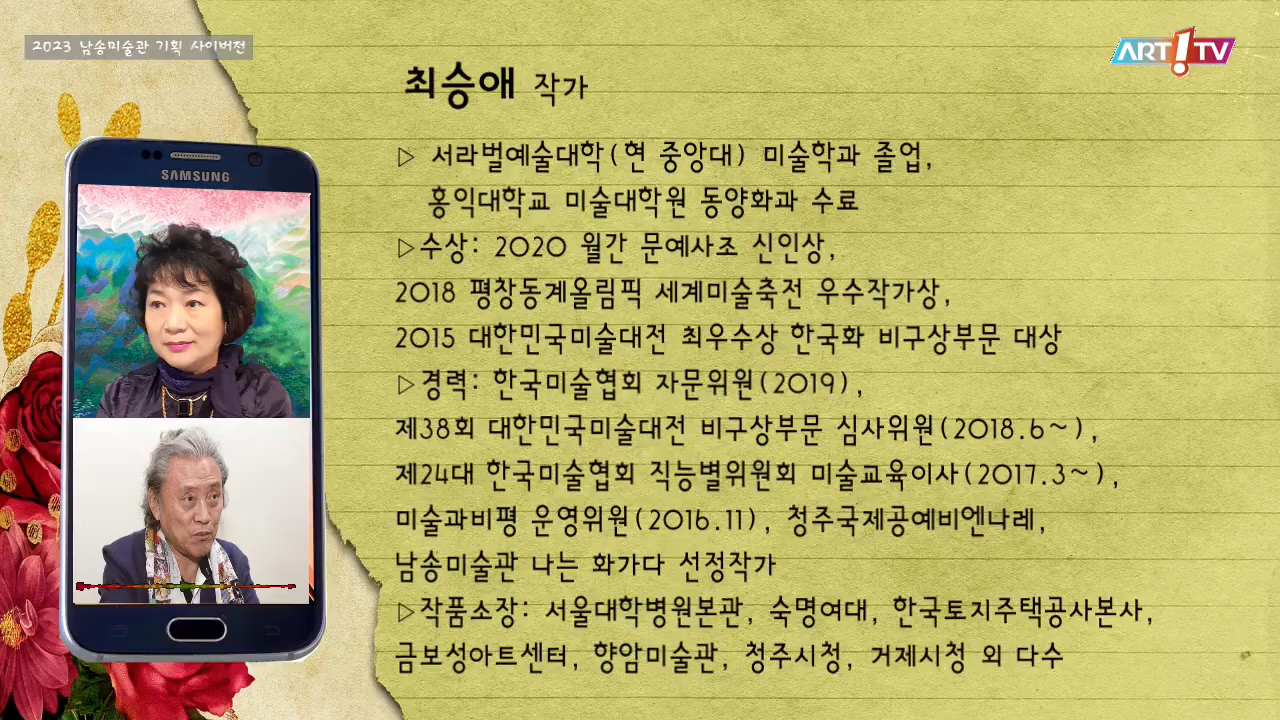 2023 남송미술관 기획 사이버전
ART!TV
최승애 작가
▷ 서라벌예술대학(현 중앙대) 미술학과 졸업,
홍익대학교 미술대학원 동양화과 수료
▷수상: 2020 월간 문예사조 신인상,
2018 평창동계올림픽 세계미술축전 우수작가상,
2015 대한민국미술대전 최우수상 한국화 비구상부문 대상
▷경력: 한국미술협회 자문위원(2019),
제38회 대한민국미술대전 비구상부문 심사위원(2018.6~),
제24대 한국미술협회 직능별위원회 미술교육이사(2017.3~),
미술과비평 운영위원(2016.11), 청주국제공예비엔나레,
남송미술관 나는 화가다 선정작가
▷작품소장: 서울대학병원본관, 숙명여대, 한국토지주택공사본사,
금보성아트센터, 향암미술관, 청주시청, 거제시청 외 다수
SAMSUNG